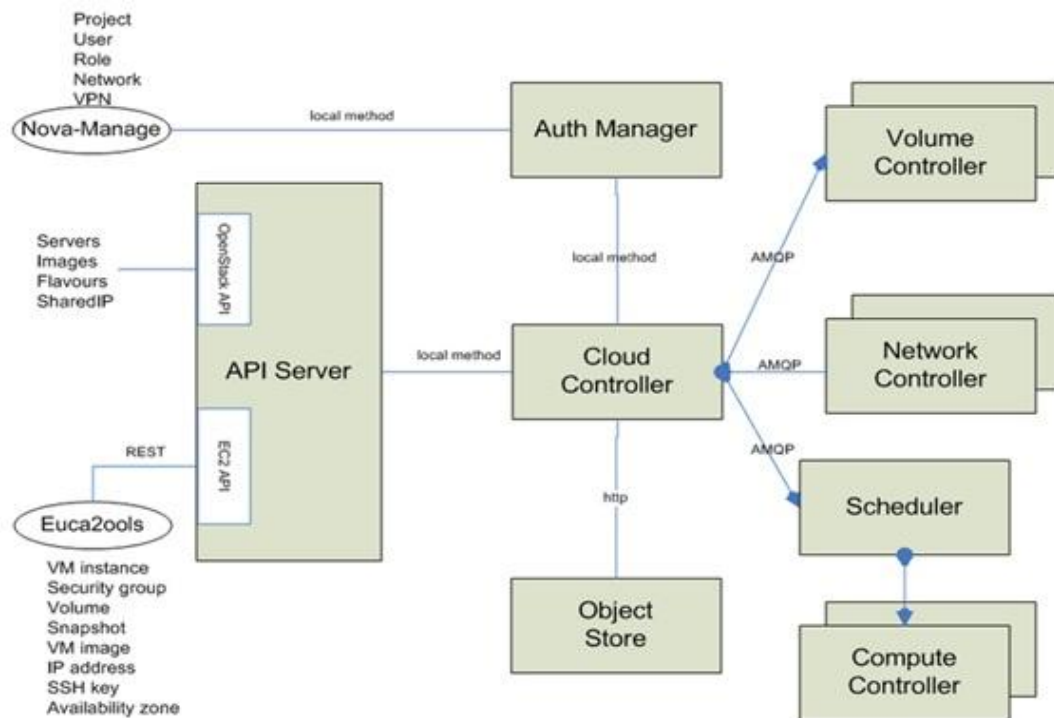 Project
User
Role
Network
VPN
Nova-Manage
local method
Auth Manager
Volume
Controller
Servers
Images
Flavours
SharedIP
OpenStack API
API Server
EC2 API
local method
local method
Cloud
Controller
AMQP
AMQP
AMQP
Network
Controller
REST
Euca2ools
VM instance
Security group
Volume
Snapshot
VM image
IP address
SSH key
Availability zone
http
Object
Store
Scheduler
Compute
Controller